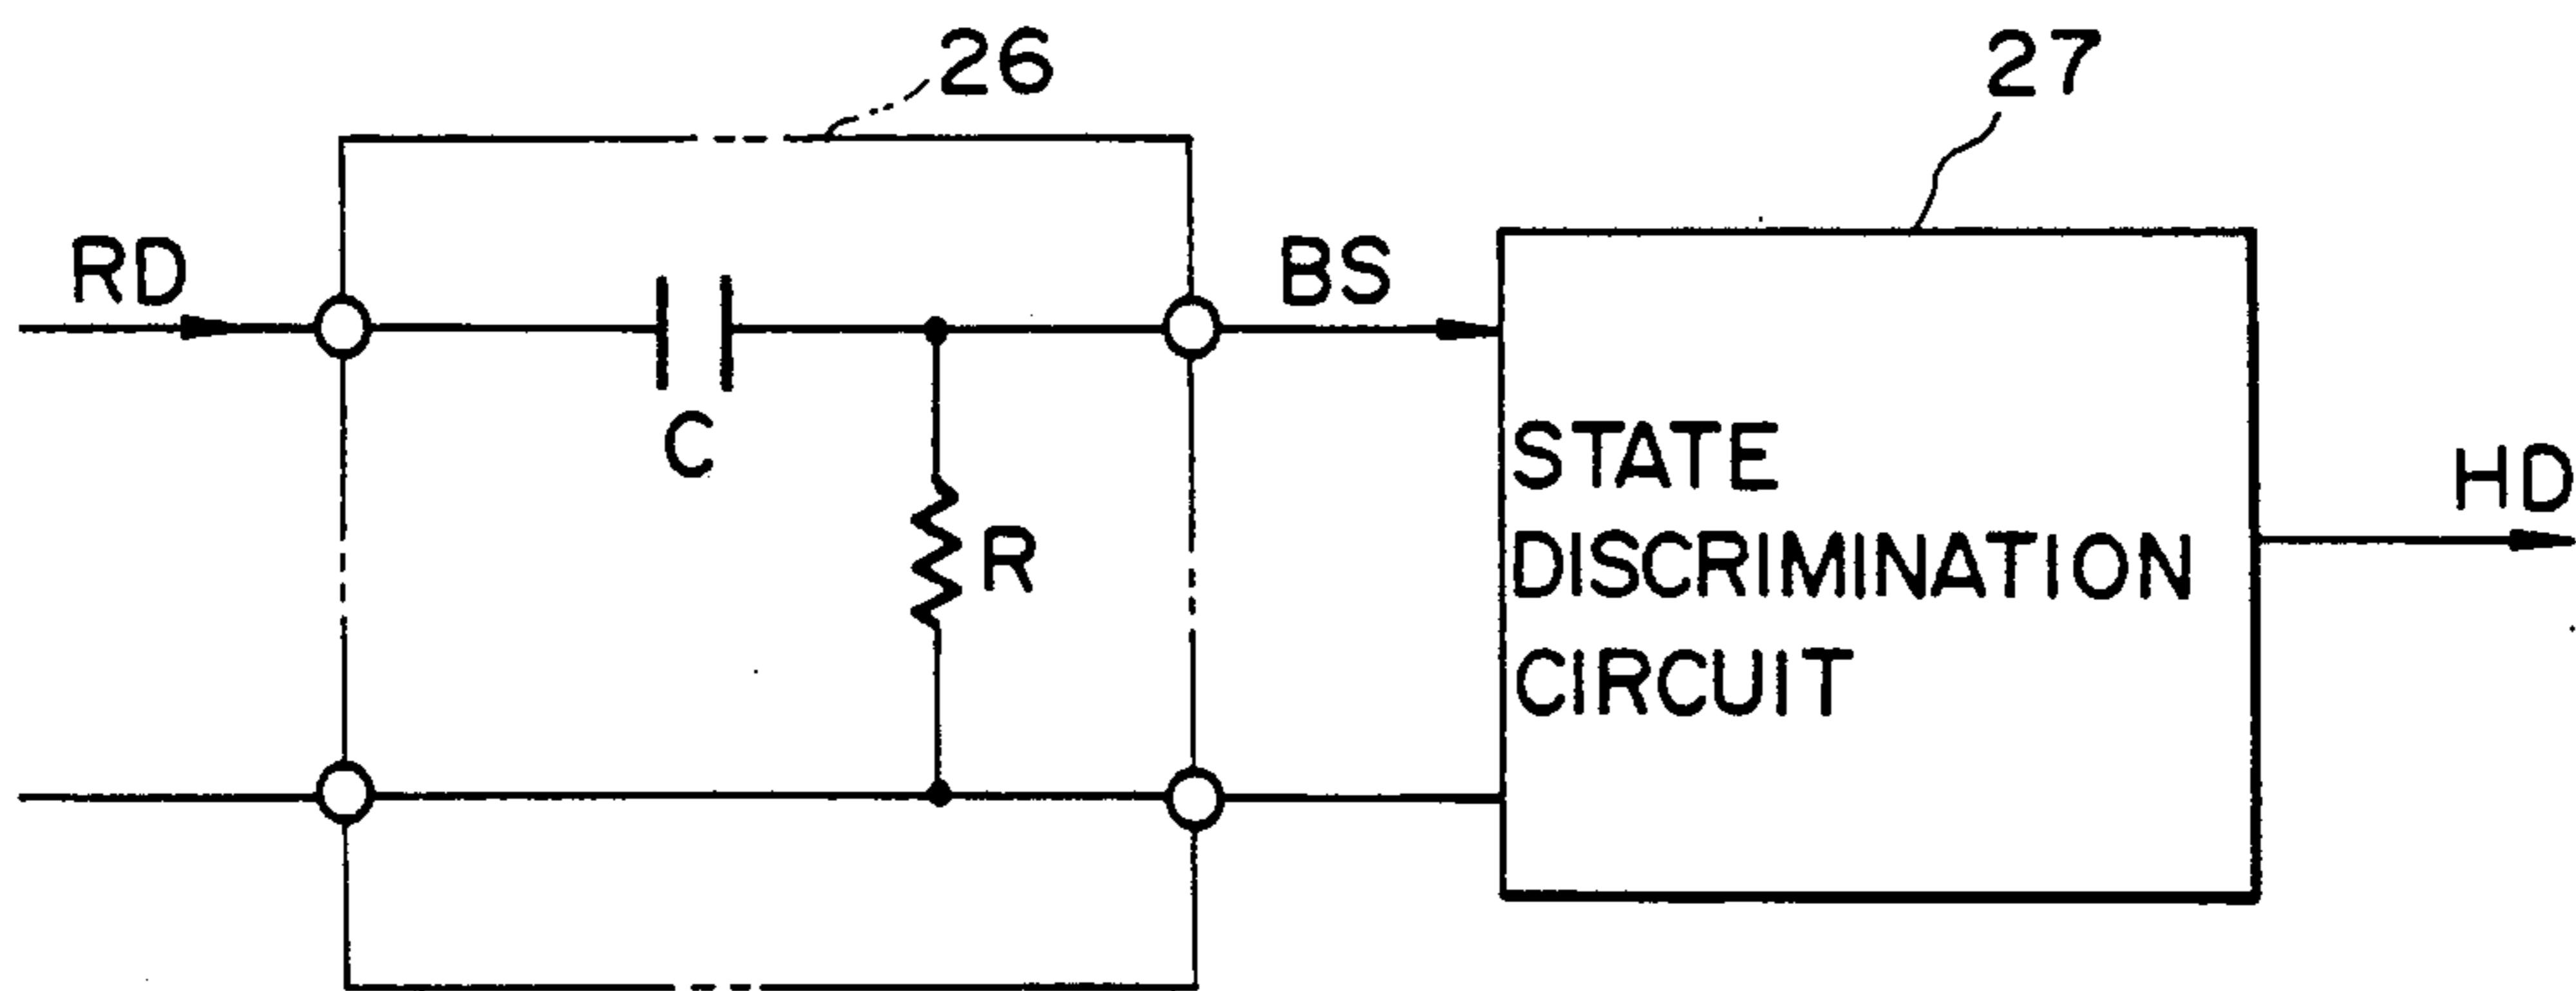 26
27
RD
BS
C
R
STATE
DISCRIMINATION
CIRCUIT
HD